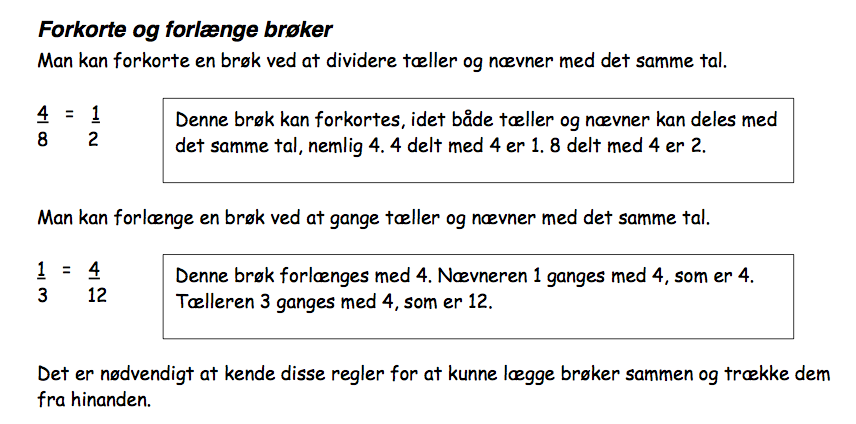 Forkorte og forlænge brøker
Man kan forkorte en brøk ved at dividere tæller og nævner med det samme tal.
4 = 1
8 2
Denne brøk kan forkortes, idet både tæller og nævner kan deles med
det samme tal, nemlig 4. 4 delt med 4 er 1. 8 delt med 4 er 2.
Man kan forlænge en brøk ved at gange tæller og nævner med det samme tal.
1 = 4
3 12
Denne brøk forlænges med 4. Nævneren 1 ganges med 4, som er 4.
Tælleren 3 ganges med 4, som er 12.
Det er nødvendigt at kende disse regler for at kunne lægge brøker sammen og trække dem
fra hinanden.